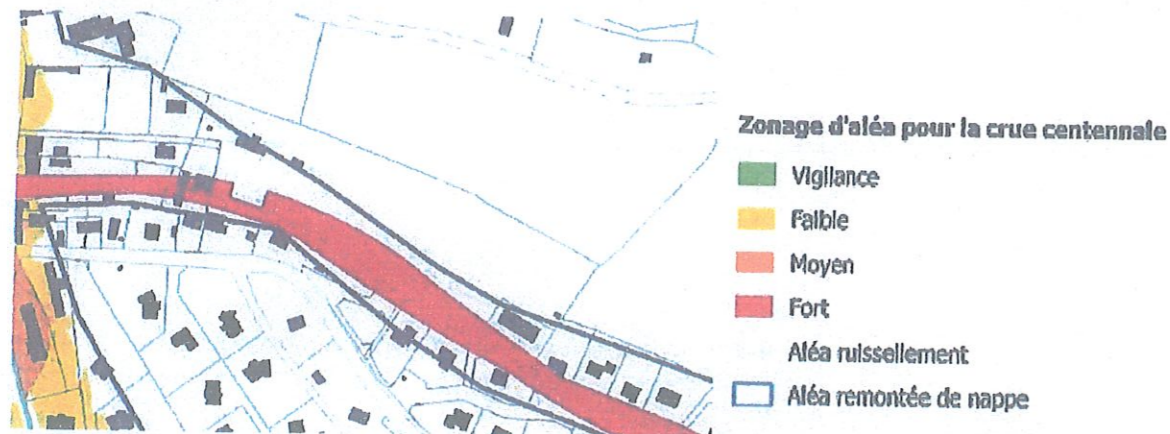 Zonage d'aléa pour la crue centennale
Vigilance
Faible
Moyen
Fort
Aléa ruissellement
Aléa remontée de nappe